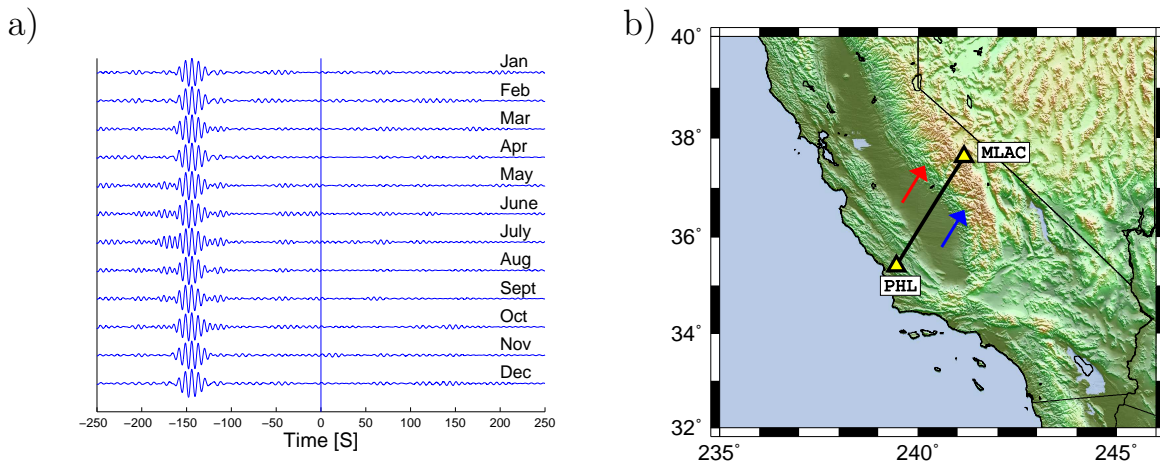 a)
Jan
Feb
Mar
Apr
May
June
July
Aug
Sept
Oct
Nov
Dec
−250 −200 −150 −100 −50 0 50 100 150 200 250
Time [S]
b)
40˚
38˚
36˚
34˚
32˚
235˚ 240˚ 245˚
MLAC
PHL